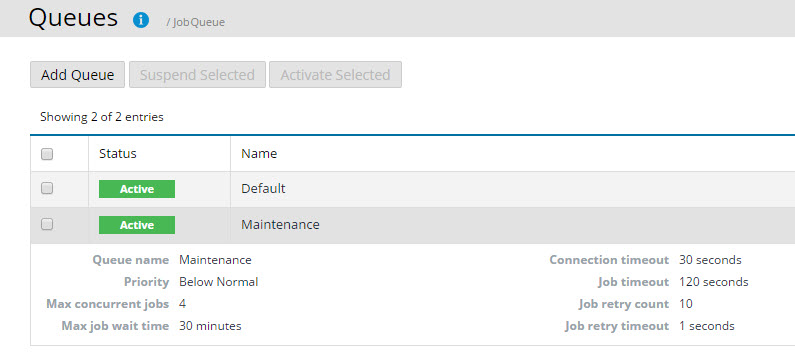 Queues i / JobQueue
Add Queue Suspend Selected Activate Selected
Showing 2 of 2 entries
Status Name
Active Default
Active Maintenance
Queue name Maintenance Connection timeout 30 seconds
Priority Below Normal Job timeout 120 seconds
Max concurrent jobs 4 Job retry count 10
Max job wait time 30 minutes Job retry timeout 1 seconds